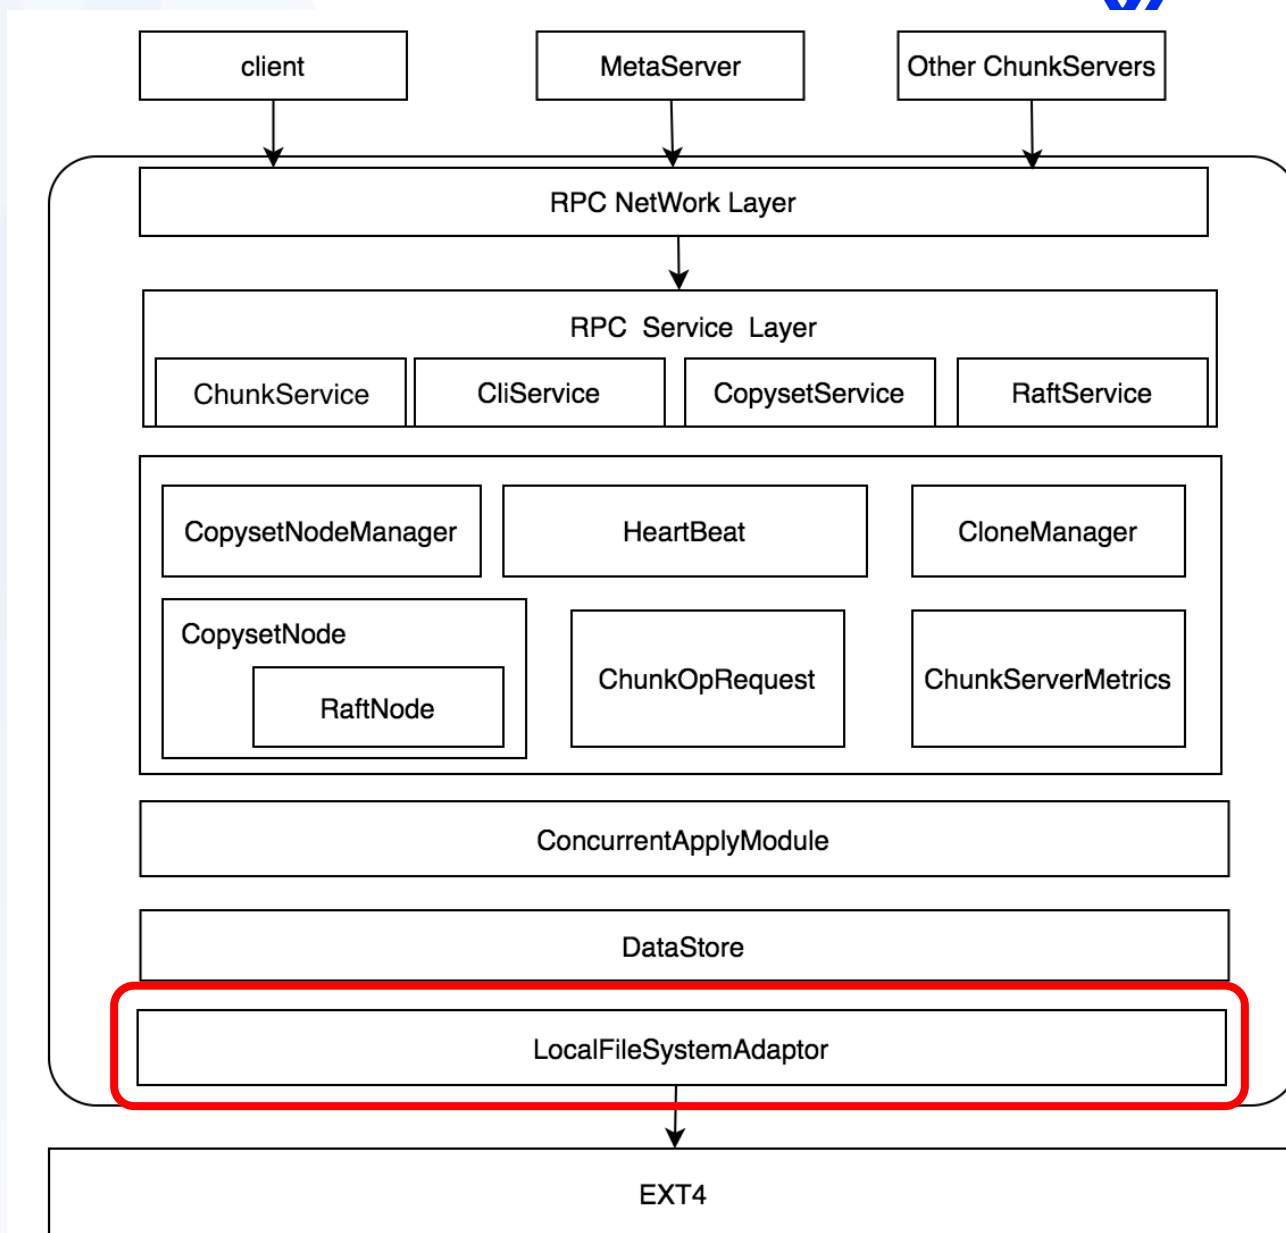 client
MetaServer
Other ChunkServers
RPC NetWork Layer
RPC Service Layer
ChunkService
CliService
CopysetService
RaftService
CopysetNodeManager
HeartBeat
CloneManager
CopysetNode
RaftNode
ChunkOpRequest
ChunkServerMetrics
ConcurrentApplyModule
DataStore
LocalFileSystemAdaptor
EXT4